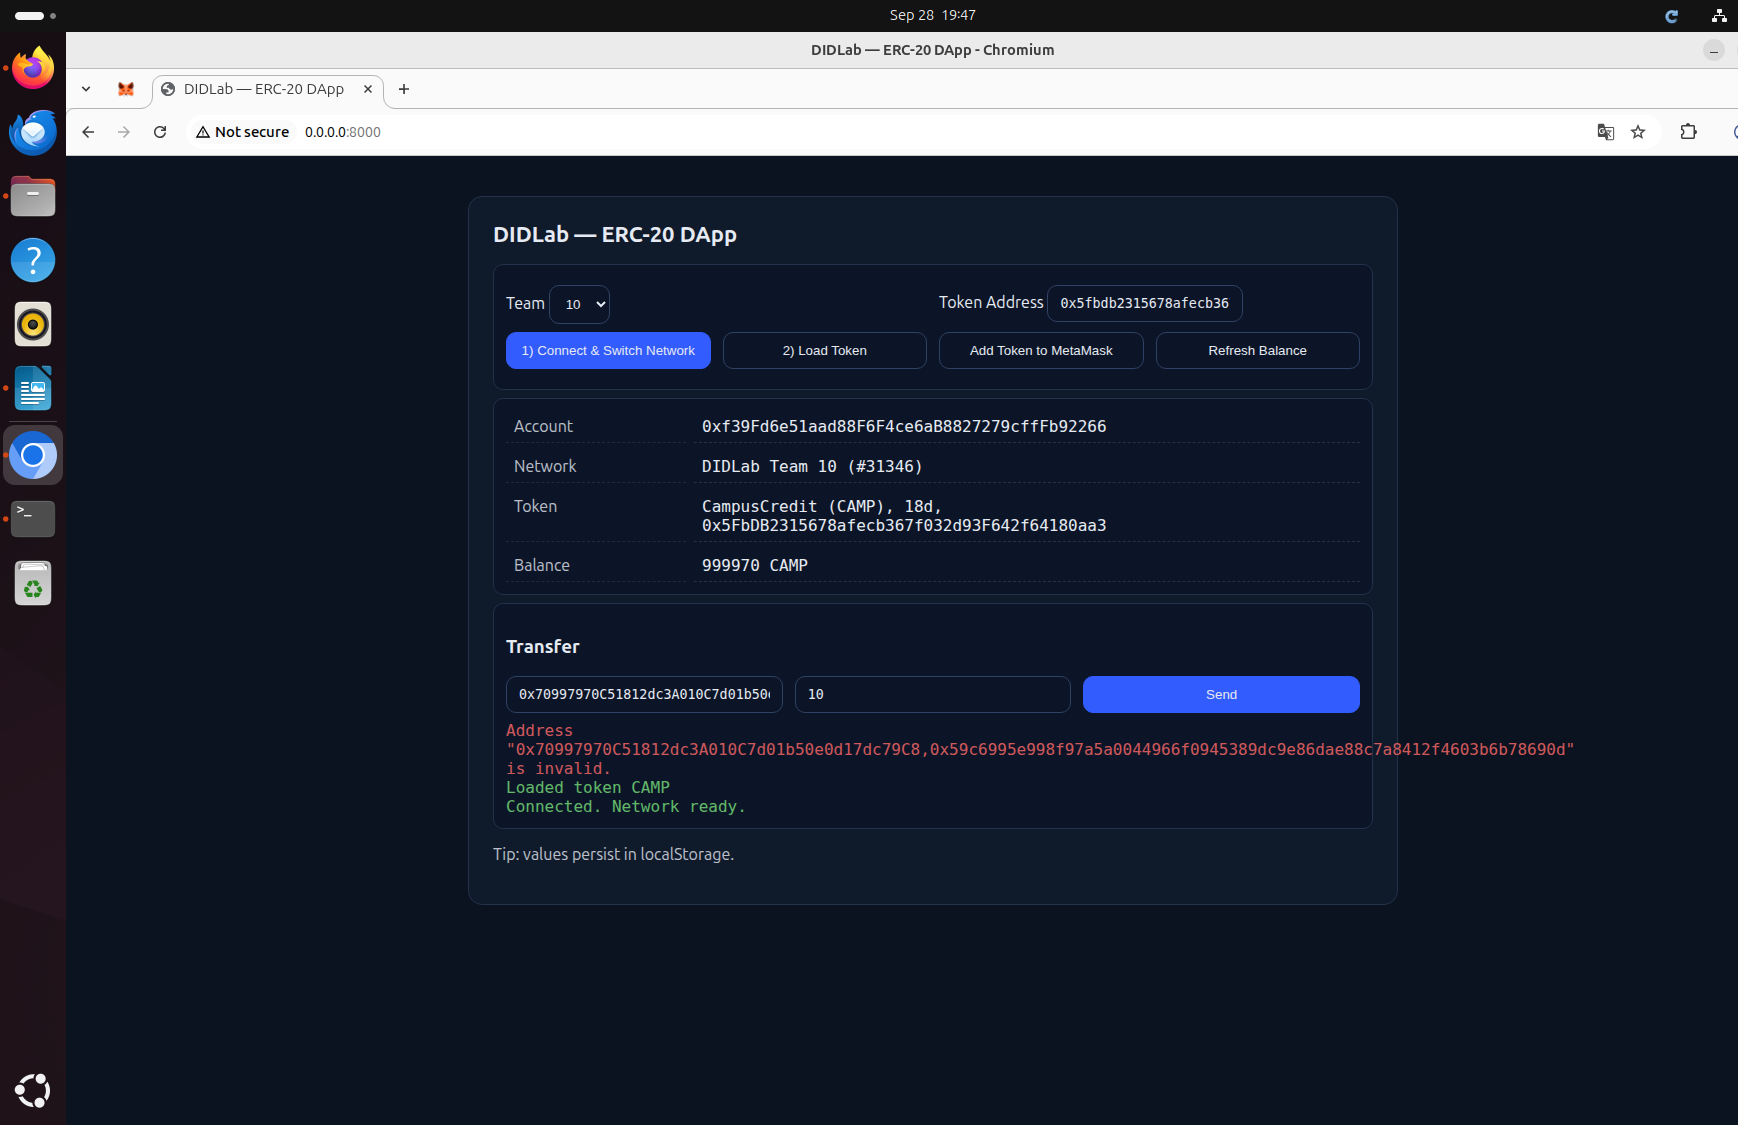 Sep 28 19:47
DIDLab — ERC-20 DApp - Chromium
DIDLab — ERC-20 DApp
Not secure 0.0.0.0:8000
DIDLab — ERC-20 DApp
Team 10 Token Address 0x5fbdb2315678afecb36
1) Connect & Switch Network 2) Load Token Add Token to MetaMask Refresh Balance
Account 0xf39Fd6e51aad88F6F4ce6aB8827279cffFb92266
Network DIDLab Team 10 (#31346)
Token CampusCredit (CAMP), 18d,
0x5FbDB2315678afecb367f032d93F642f64180aa3
Balance 999970 CAMP
Transfer
0x70997970C51812dc3A010C7d01b50 10 Send
Address
"0x70997970C51812dc3A010C7d01b50e0d17dc79C8,0x59c6995e998f97a5a0044966f0945389dc9e86dae88c7a8412f4603b6b78690d"
is invalid.
Loaded token CAMP
Connected. Network ready.
Tip: values persist in localStorage.